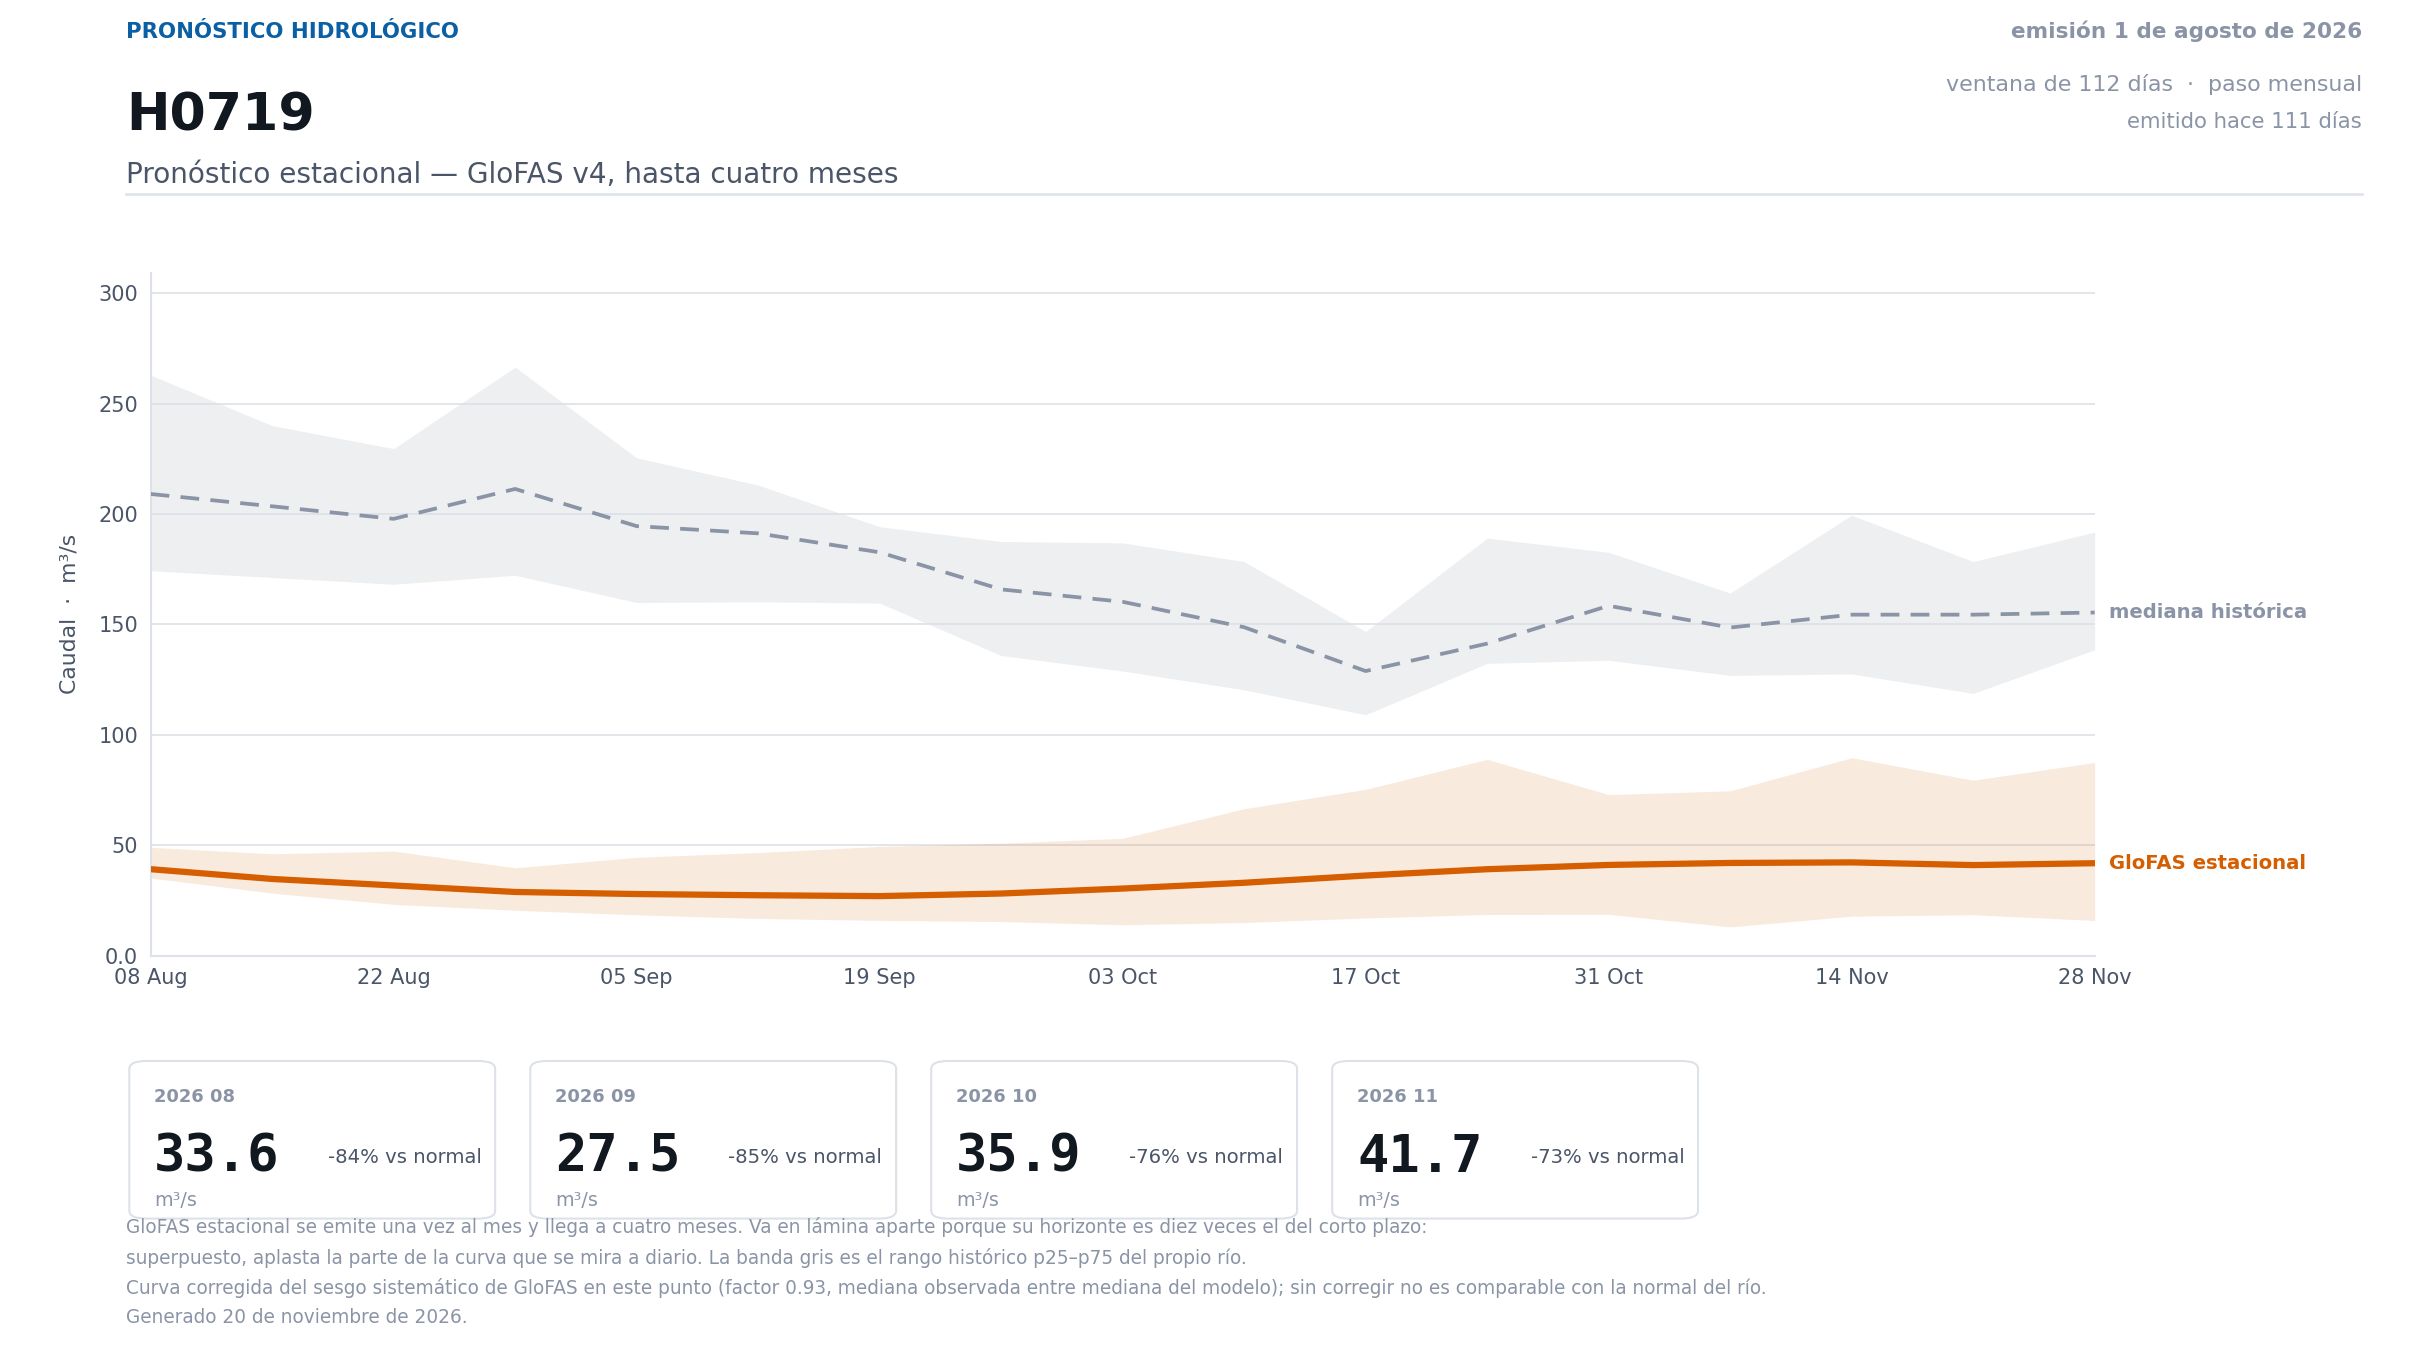 PRONÓSTICO HIDROLÓGICO
emisión 1 de agosto de 2026
ventana de 112 días · paso mensual
H0719
emitido hace 111 días
Pronóstico estacional — GloFAS v4, hasta cuatro meses
Caudal · m³/s
300
250
200
150
100
50
0.0
mediana histórica
GloFAS estacional
08 Aug
22 Aug
05 Sep
19 Sep
03 Oct
17 Oct
31 Oct
14 Nov
28 Nov
2026 08
33.6
-84% vs normal
m³/s
2026 09
27.5
-85% vs normal
m³/s
2026 10
35.9
-76% vs normal
m³/s
2026 11
41.7
-73% vs normal
m³/s
GloFAS estacional se emite una vez al mes y llega a cuatro meses. Va en lámina aparte porque su horizonte es diez veces el del corto plazo:
superpuesto, aplasta la parte de la curva que se mira a diario. La banda gris es el rango histórico p25–p75 del propio río.
Curva corregida del sesgo sistemático de GloFAS en este punto (factor 0.93, mediana observada entre mediana del modelo); sin corregir no es comparable con la normal del río.
Generado 20 de noviembre de 2026.